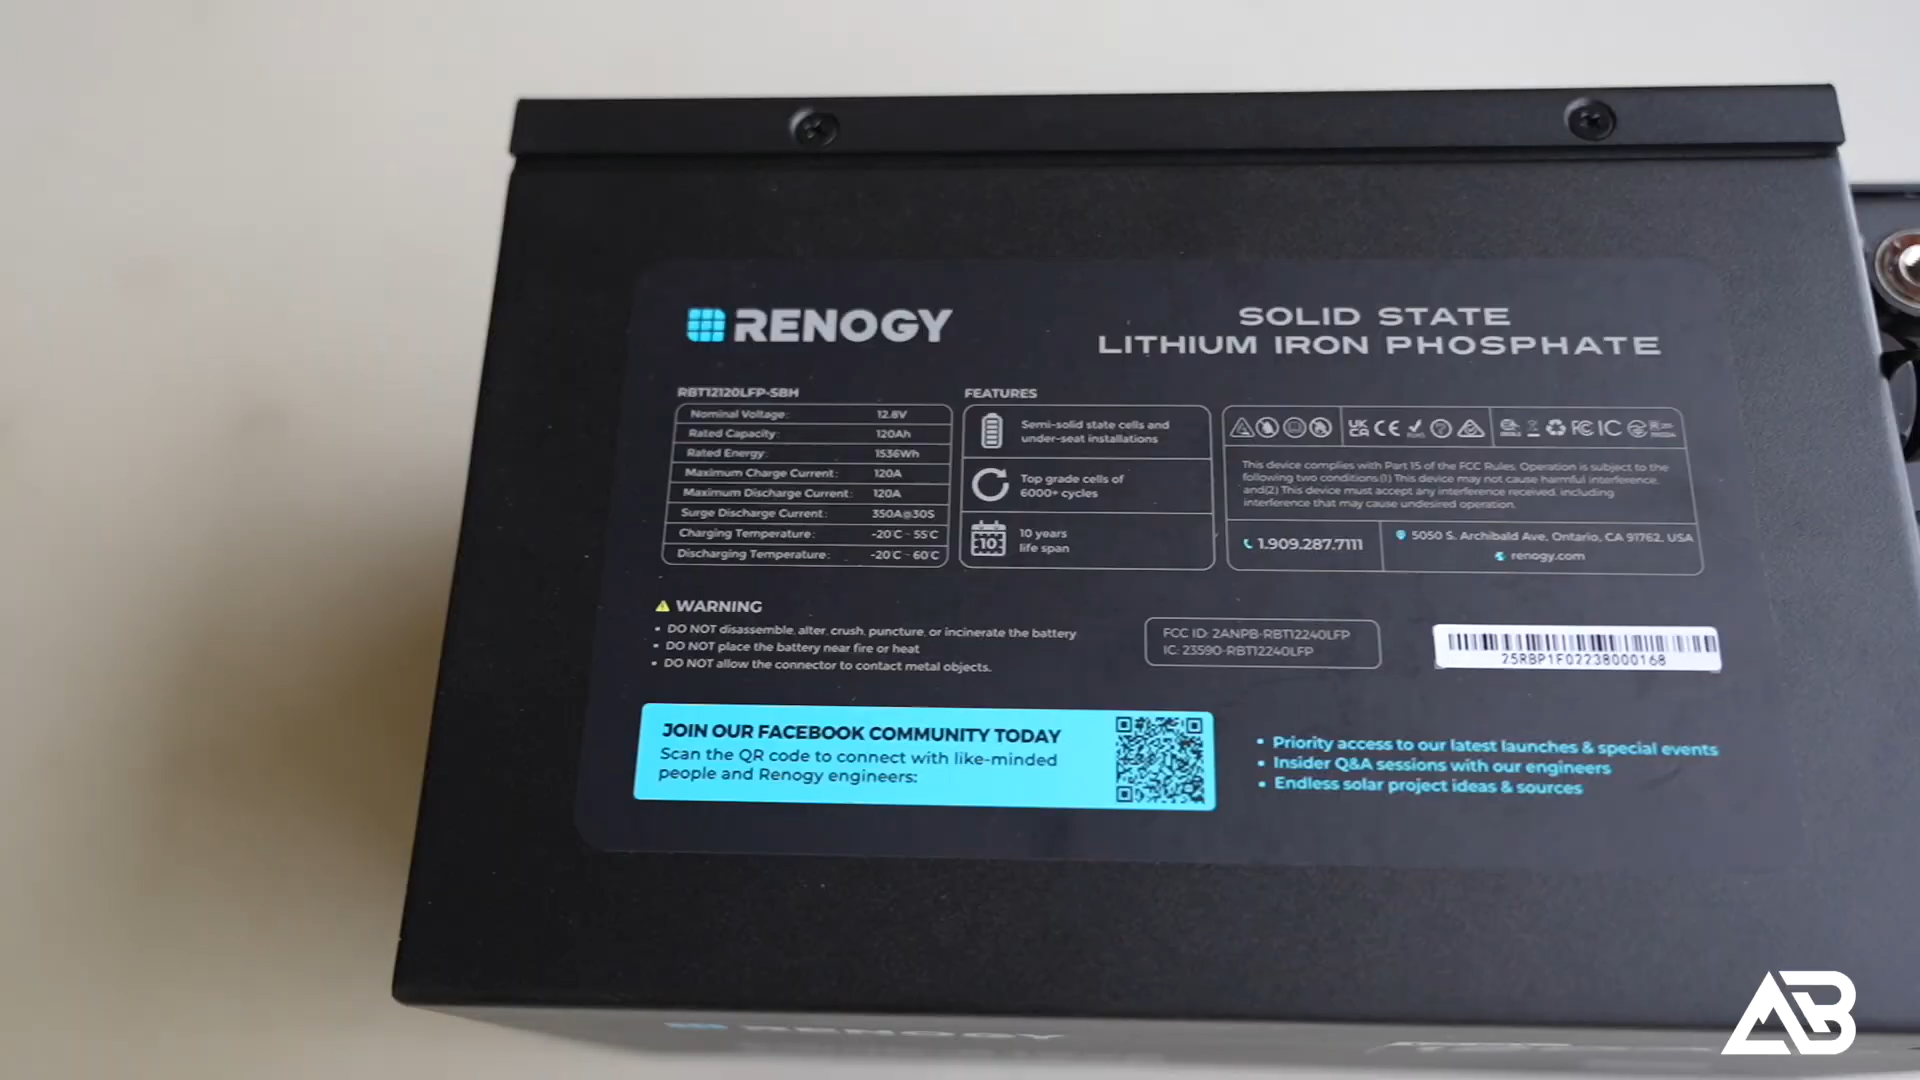 RENOGY
SOLID STATE
LITHIUM IRON PHOSPHATE
RBT12120LFP-SBH
Nominal Voltage: 12.8V
Rated Capacity: 120Ah
Rated Energy: 1536Wh
Maximum Charge Current: 120A
Maximum Discharge Current: 120A
Surge Discharge Current: 350A@30S
Charging Temperature: -20°C ~ 55°C
Discharging Temperature: -20°C ~ 60°C
FEATURES
Semi-solid state cells and
under-seat installations
Top grade cells of
6000+ cycles
10
10 years
life span
UK
CA CE FC IC
This device complies with Part 15 of the FCC Rules. Operation is subject to the
following two conditions:(1) This device may not cause harmful interference,
and(2) This device must accept any interference received, including
interference that may cause undesired operation.
1.909.287.7111
5050 S. Archibald Ave, Ontario, CA 91762, USA
renogy.com
WARNING
• DO NOT disassemble, alter, crush, puncture, or incinerate the battery
• DO NOT place the battery near fire or heat
• DO NOT allow the connector to contact metal objects.
FCC ID: 2ANPB-RBT12240LFP
IC: 23590-RBT12240LFP
25RBP1F02238000168
JOIN OUR FACEBOOK COMMUNITY TODAY
Scan the QR code to connect with like-minded
people and Renogy engineers:
• Priority access to our latest launches & special events
• Insider Q&A sessions with our engineers
• Endless solar project ideas & sources
RENOGY
AB